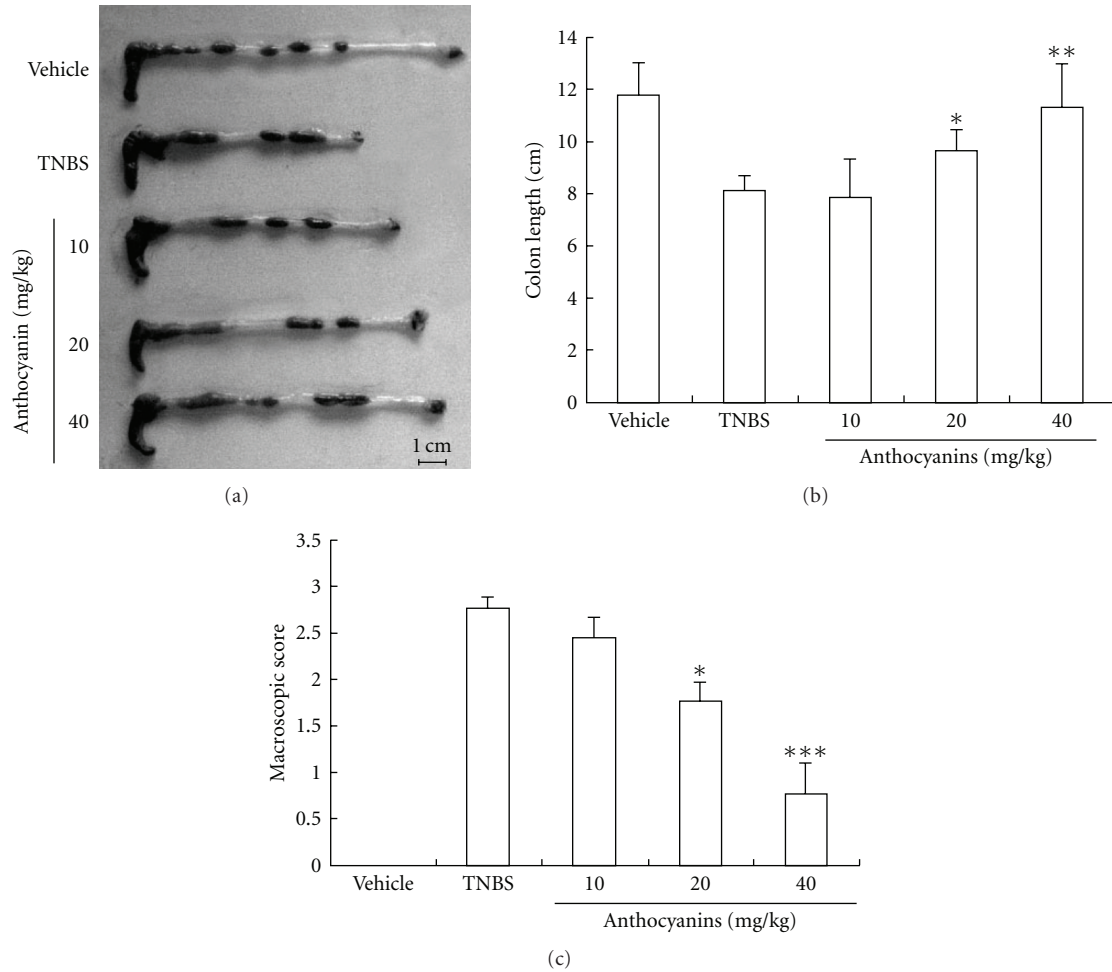 Vehicle
TNBS
10
20
40
Anthocyanin (mg/kg)
1 cm
(a)
14
12
10
8
6
4
2
0
Colon length (cm)
*
**
Vehicle TNBS 10 20 40
Anthocyanins (mg/kg)
(b)
3.5
3
2.5
2
1.5
1
0.5
0
Macroscopic score
*
***
Vehicle TNBS 10 20 40
Anthocyanins (mg/kg)
(c)